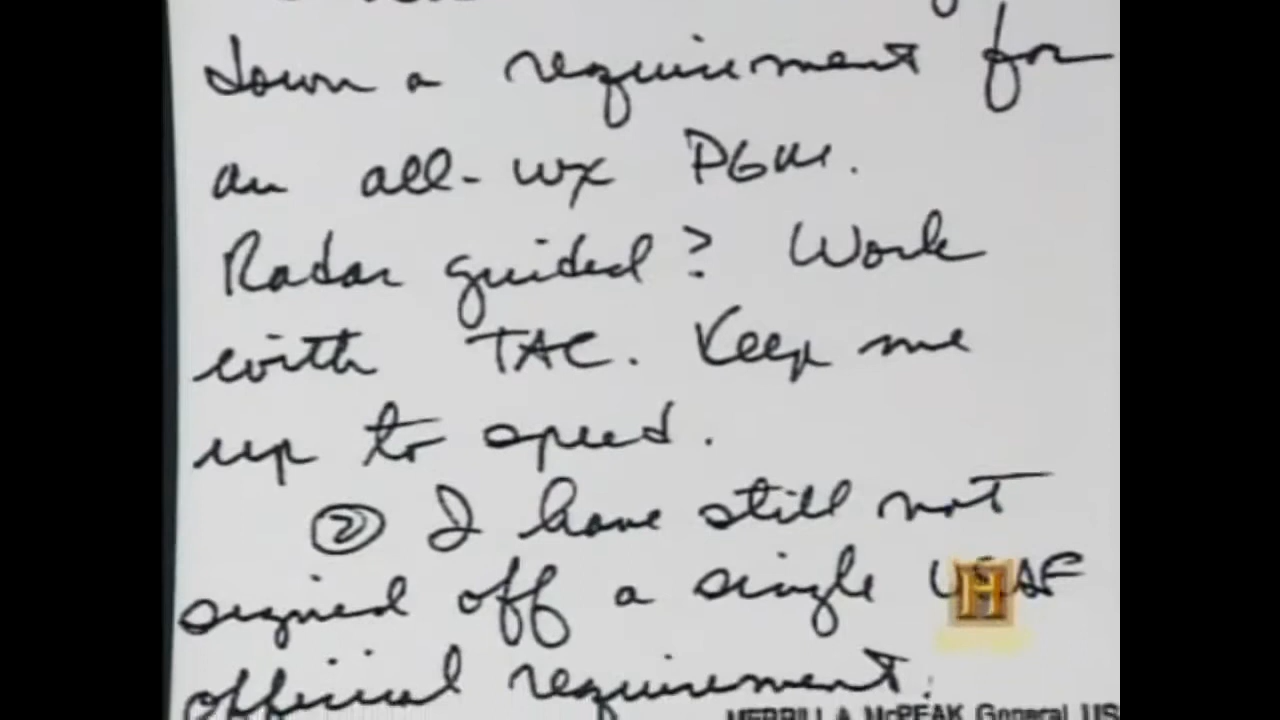 down a requirement for
an all-wx PGM.
Radar guided? Work
with TAC. Keep me
up to speed.
② I have still not
signed off a single USAF
official requirement.
MERRILL A. McPEAK General US